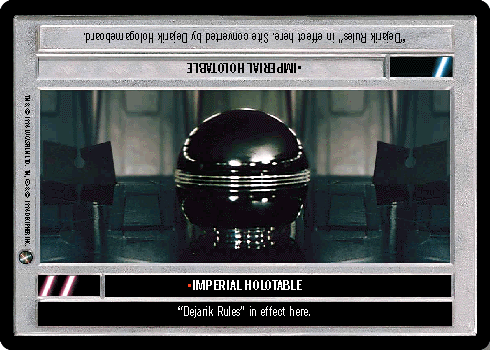 "Dejarik Rules" in effect here. Site converted by Dejarik Hologameboard.
•IMPERIAL HOLOTABLE
•IMPERIAL HOLOTABLE
"Dejarik Rules" in effect here.